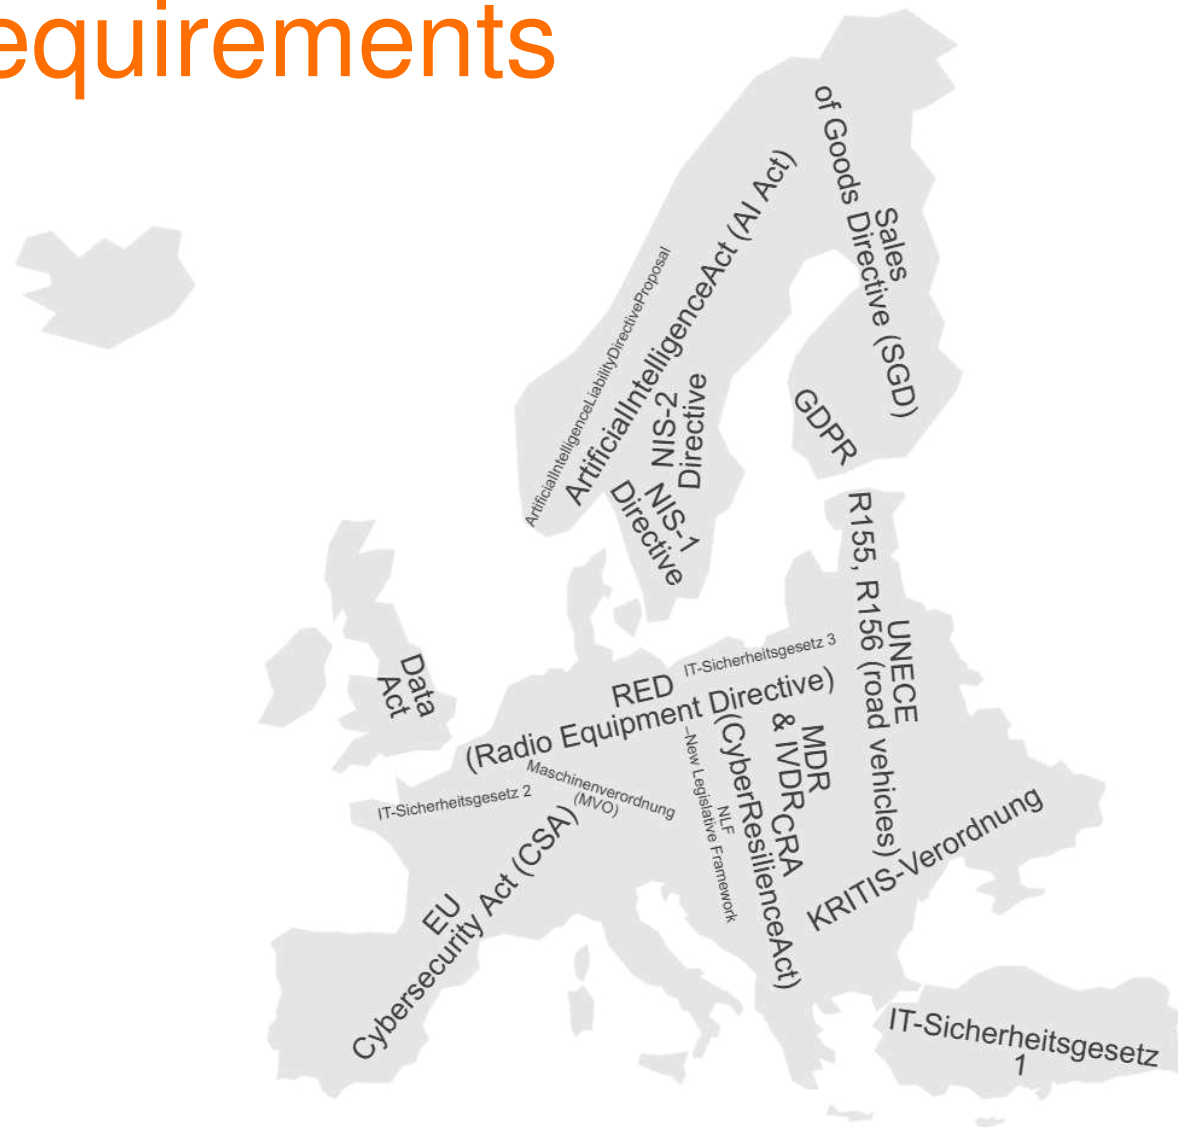 equirements
of Goods Directive (SGD)
Sales
ArtificialIntelligenceAct (AI Act)
ArtificialIntelligenceLiabilityDirectiveProposal
NIS-2
Directive
GDPR
NIS-1
Directive
R155, R156 (road vehicles)
UNECE
Data
Act
IT-Sicherheitsgesetz 3
RED
(Radio Equipment Directive)
MDR
& IVDR
CRA
(CyberResilienceAct)
NLF
–New Legislative Framework
Maschinenverordnung
(MVO)
IT-Sicherheitsgesetz 2
KRITIS-Verordnung
EU
Cybersecurity Act (CSA)
IT-Sicherheitsgesetz
1